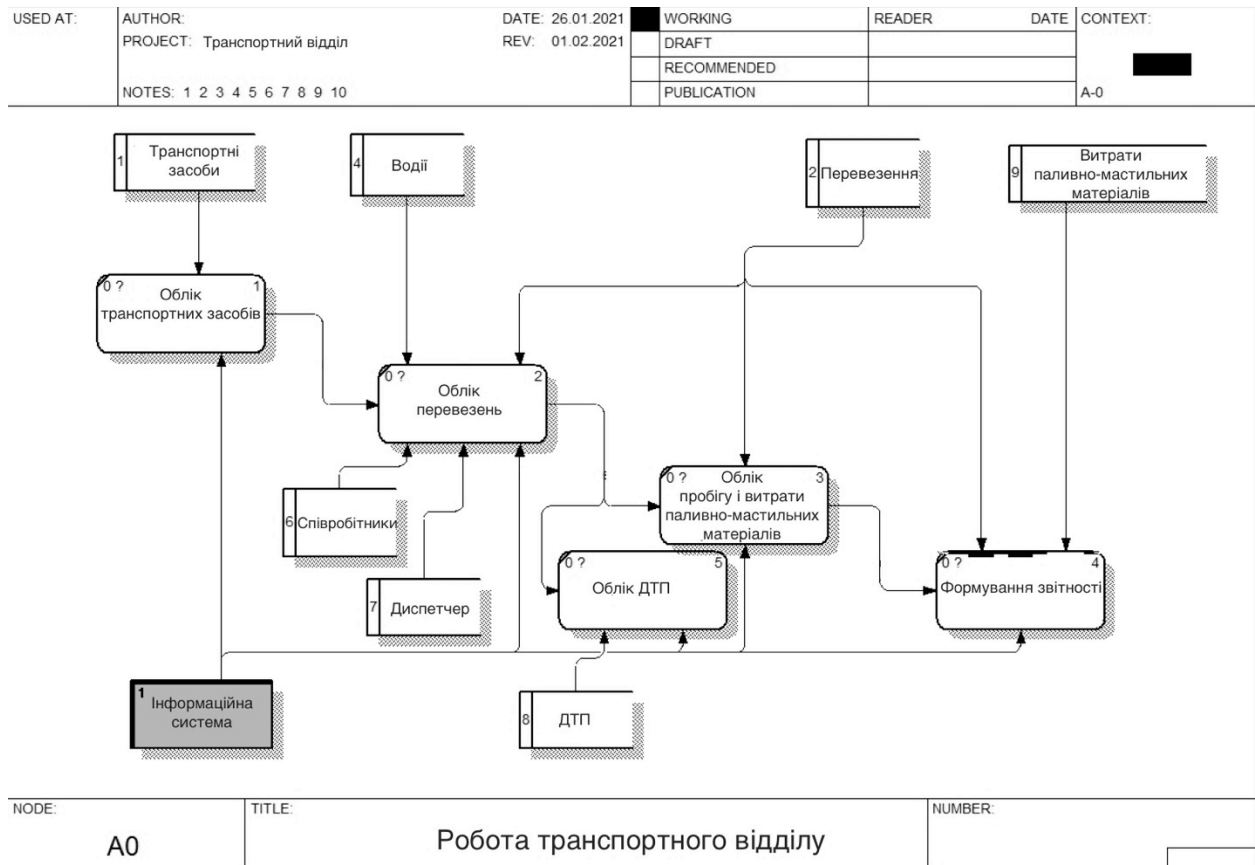 USED AT:
AUTHOR:
DATE: 26.01.2021
WORKING
READER
DATE
CONTEXT:
PROJECT: Транспортний відділ
REV: 01.02.2021
DRAFT
RECOMMENDED
NOTES: 1 2 3 4 5 6 7 8 9 10
PUBLICATION
A-0
1
Транспортні
засоби
4
Водії
2
Перевезення
9
Витрати
паливно-мастильних
матеріалів
0 ?
1
Облік
транспортних засобів
0 ?
2
Облік
перевезень
0 ?
3
Облік
пробігу і витрати
паливно-мастильних
матеріалів
6
Співробітники
0 ?
5
Облік ДТП
0 ?
4
Формування звітності
7
Диспетчер
1
Інформаційна
система
8
ДТП
NODE:
TITLE:
NUMBER:
A0
Робота транспортного відділу